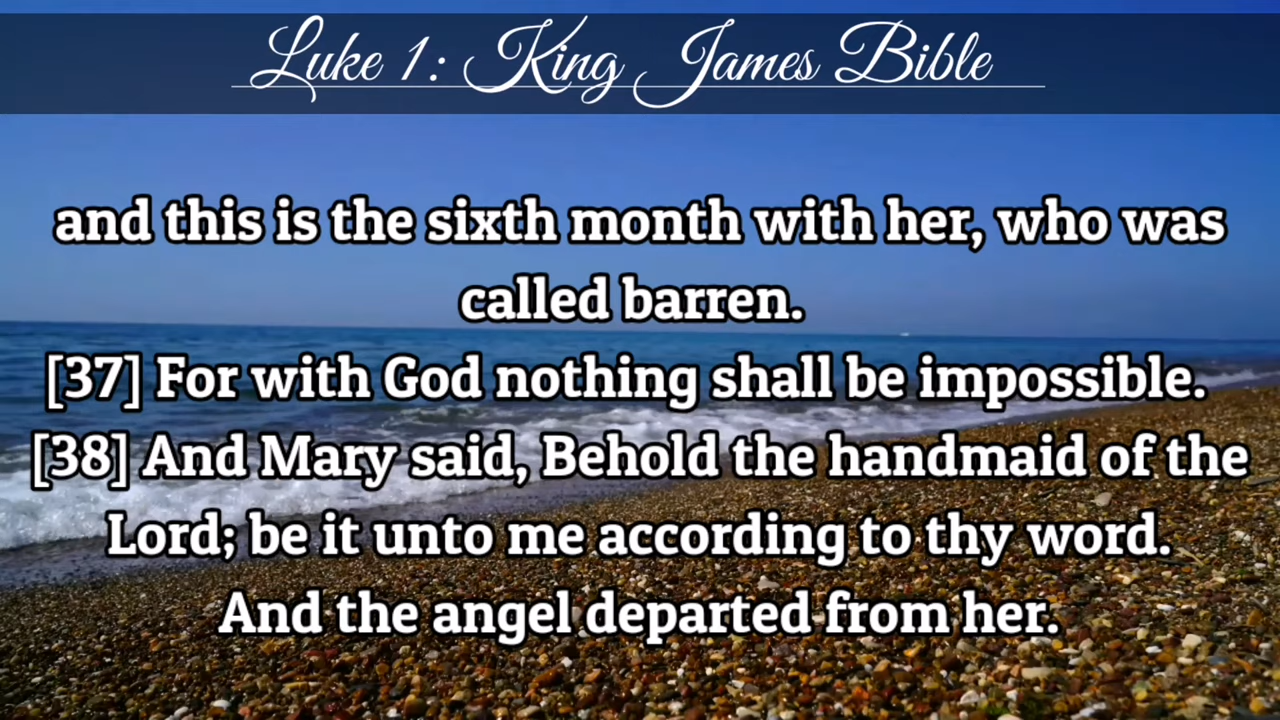 Luke 1: King James Bible
and this is the sixth month with her, who was
called barren.
[37] For with God nothing shall be impossible.
[38] And Mary said, Behold the handmaid of the
Lord; be it unto me according to thy word.
And the angel departed from her.